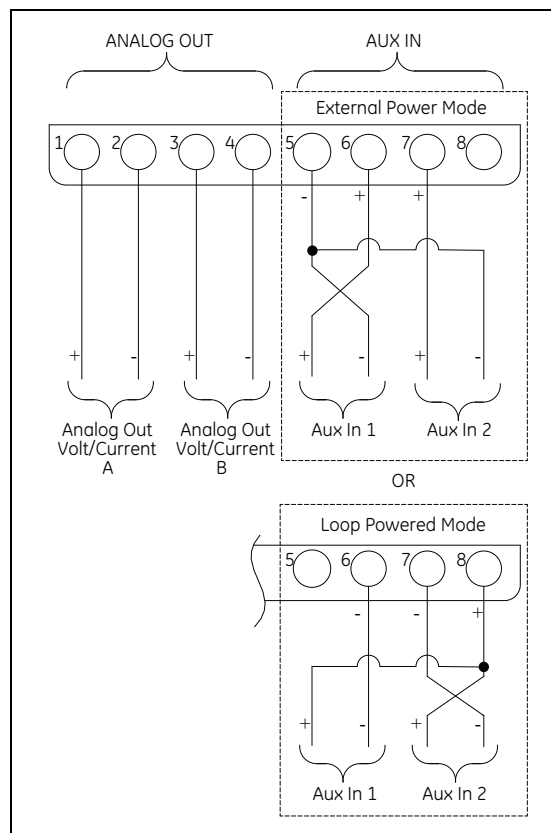 ANALOG OUT AUX IN
External Power Mode
1 2 3 4 5 6 7 8
- + +
+ - + - + - + -
Analog Out Analog Out Aux In 1 Aux In 2
Volt/Current Volt/Current
A B
OR
Loop Powered Mode
5 6 7 8
- - +
+ - + -
Aux In 1 Aux In 2